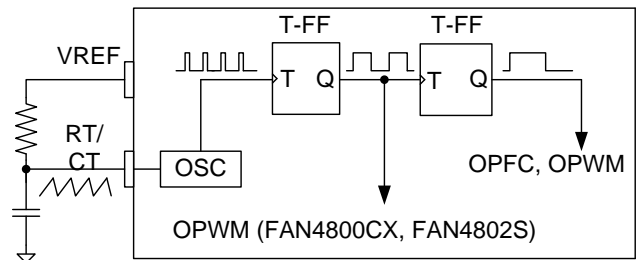 T-FF
T-FF
VREF
T
Q
T
Q
RT/
CT
OSC
OPFC, OPWM
OPWM (FAN4800CX, FAN4802S)